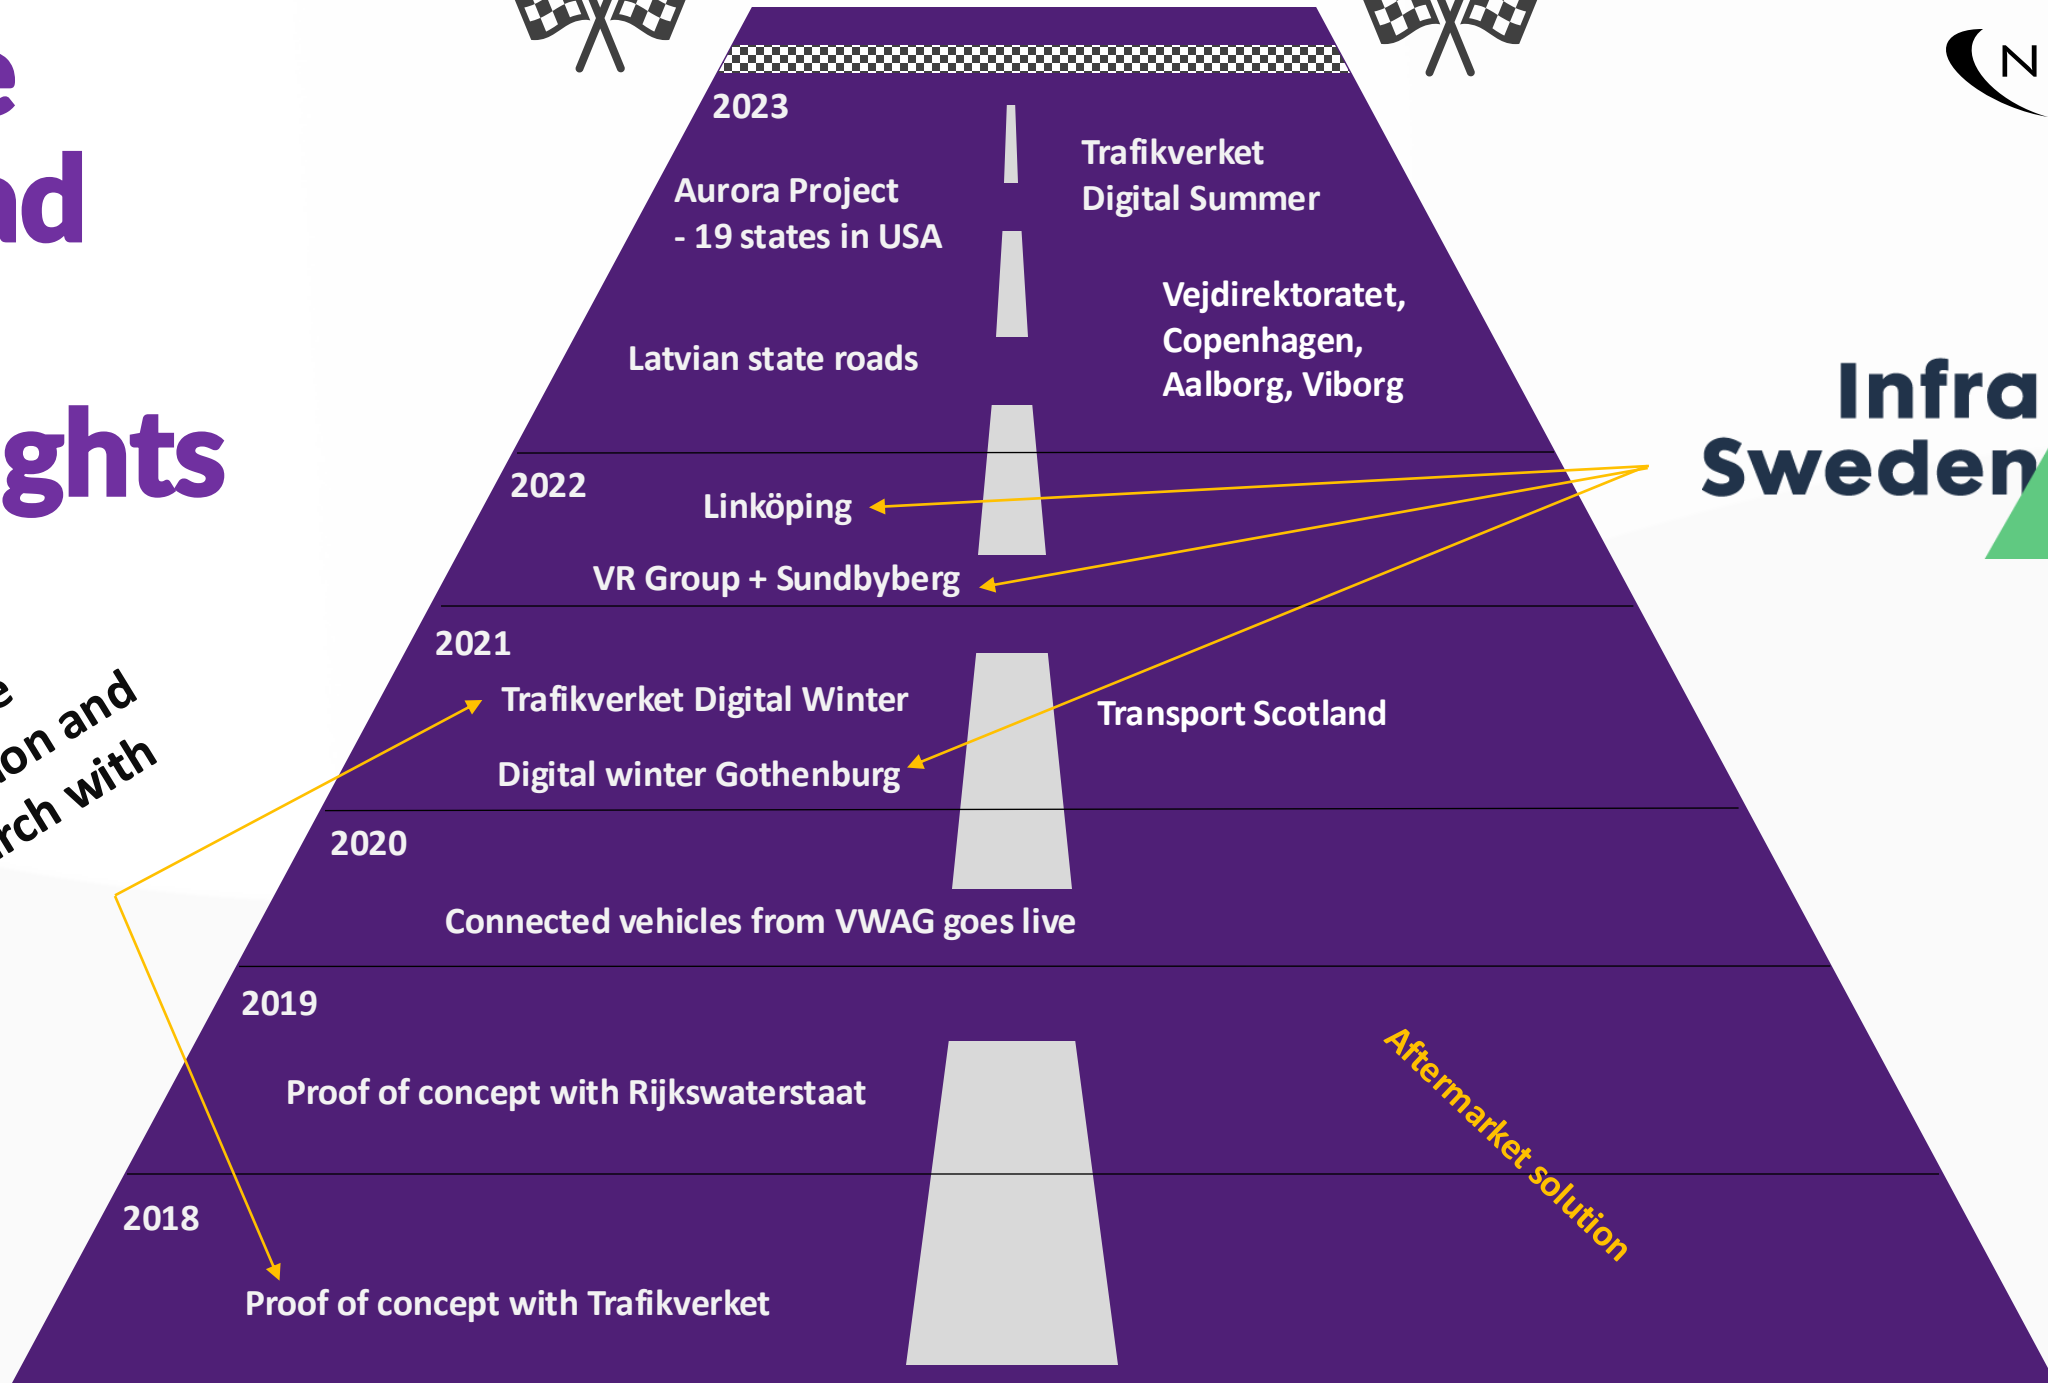 2023
Aurora Project
- 19 states in USA
Trafikverket
Digital Summer
Latvian state roads
Vejdirektoratet,
Copenhagen,
Aalborg, Viborg
2022
Linköping
VR Group + Sundbyberg
2021
Trafikverket Digital Winter
Digital winter Gothenburg
Transport Scotland
2020
Connected vehicles from VWAG goes live
2019
Proof of concept with Rijkswaterstaat
Aftermarket solution
2018
Proof of concept with Trafikverket
Infra
Sweden
N
ghts
and
with